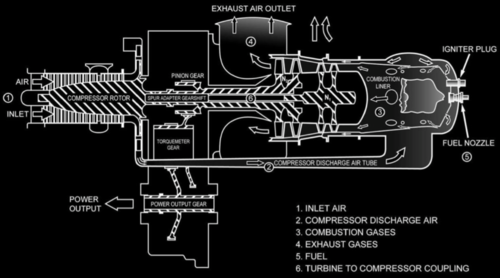 EXHAUST AIR OUTLET
4
IGNITER PLUG
PINION GEAR
AIR
1
INLET
COMPRESSOR ROTOR
SPUR ADAPTER GEARSHAFT
6
N₁
N₂
COMBUSTION
LINER
3
FUEL NOZZLE
5
TORQUEMETER
GEAR
COMPRESSOR DISCHARGE AIR TUBE
2
POWER
OUTPUT
POWER OUTPUT GEAR
1. INLET AIR
2. COMPRESSOR DISCHARGE AIR
3. COMBUSTION GASES
4. EXHAUST GASES
5. FUEL
6. TURBINE TO COMPRESSOR COUPLING